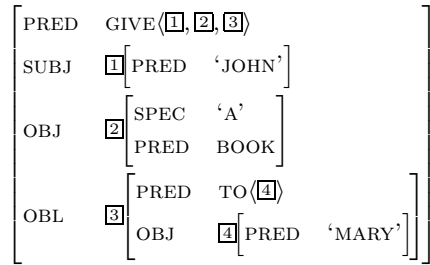 PRED GIVE⟨1, 2, 3⟩
SUBJ 1[PRED ‘JOHN’]
OBJ 2[SPEC ‘A’
PRED BOOK]
OBL 3[PRED TO⟨4⟩
OBJ 4[PRED ‘MARY’]]